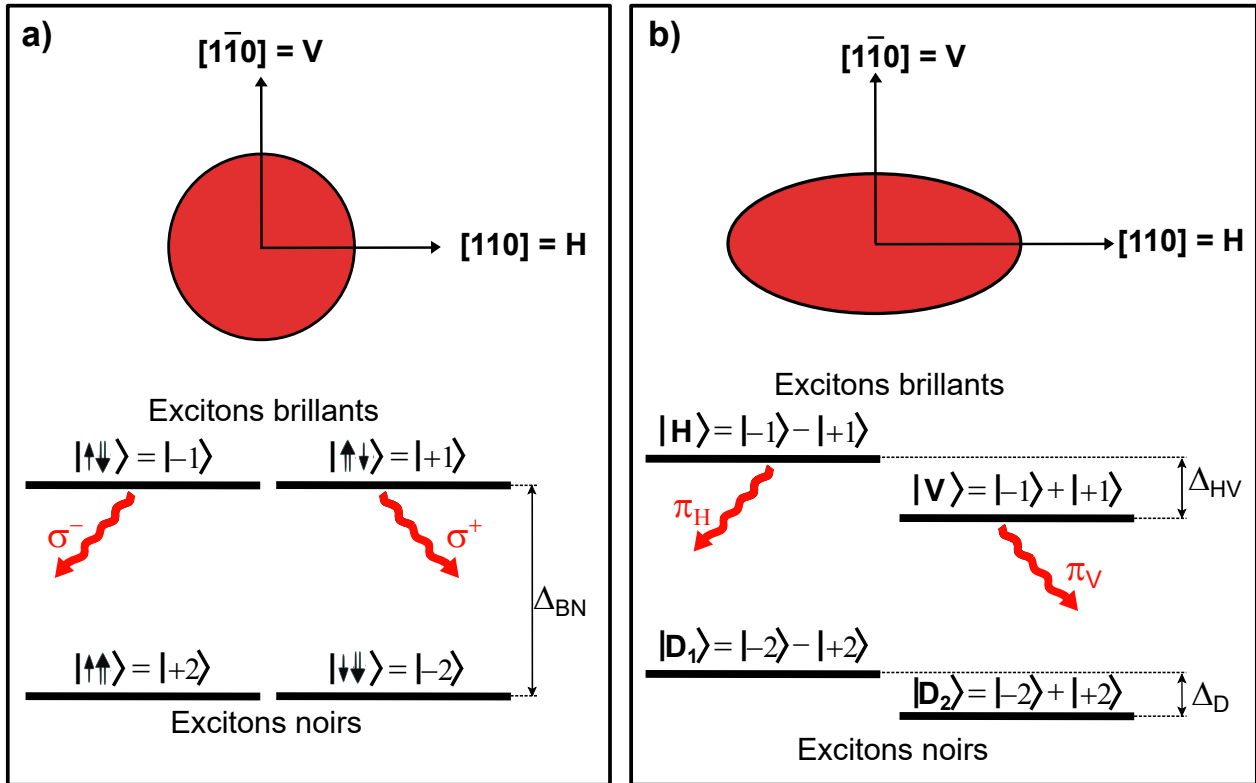 a)
[11̄0] = V
[110] = H
Excitons brillants
|↑⇓⟩ = |−1⟩
|⇑↓⟩ = |+1⟩
σ⁻
σ⁺
Δ_BN
|↑⇑⟩ = |+2⟩
|↓⇓⟩ = |−2⟩
Excitons noirs
b)
[11̄0] = V
[110] = H
Excitons brillants
|H⟩ = |−1⟩ − |+1⟩
|V⟩ = |−1⟩ + |+1⟩
Δ_HV
π_H
π_V
|D₁⟩ = |−2⟩ − |+2⟩
|D₂⟩ = |−2⟩ + |+2⟩
Δ_D
Excitons noirs